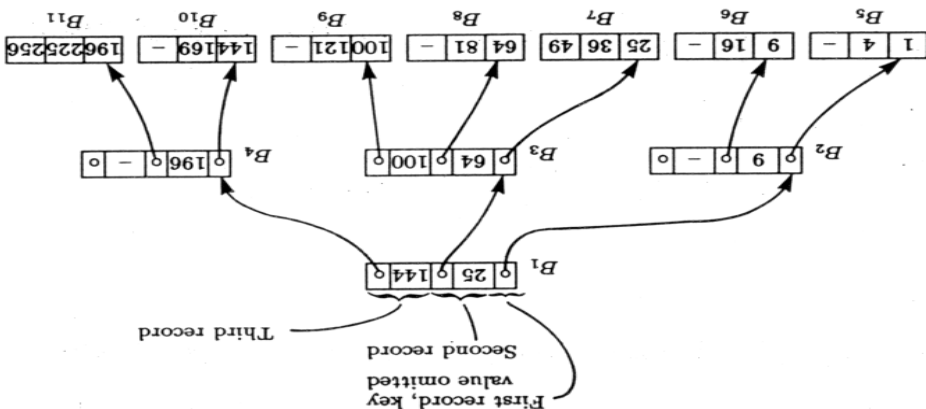 First record, key
value omitted
Second record
Third record
25 144
B₁
9 –
B₂
64 100
B₃
196 –
B₄
1 4 –
9 16 –
25 36 49
64 81 –
100 121 –
144 169 –
196 225 256
B₅
B₆
B₇
B₈
B₉
B₁₀
B₁₁